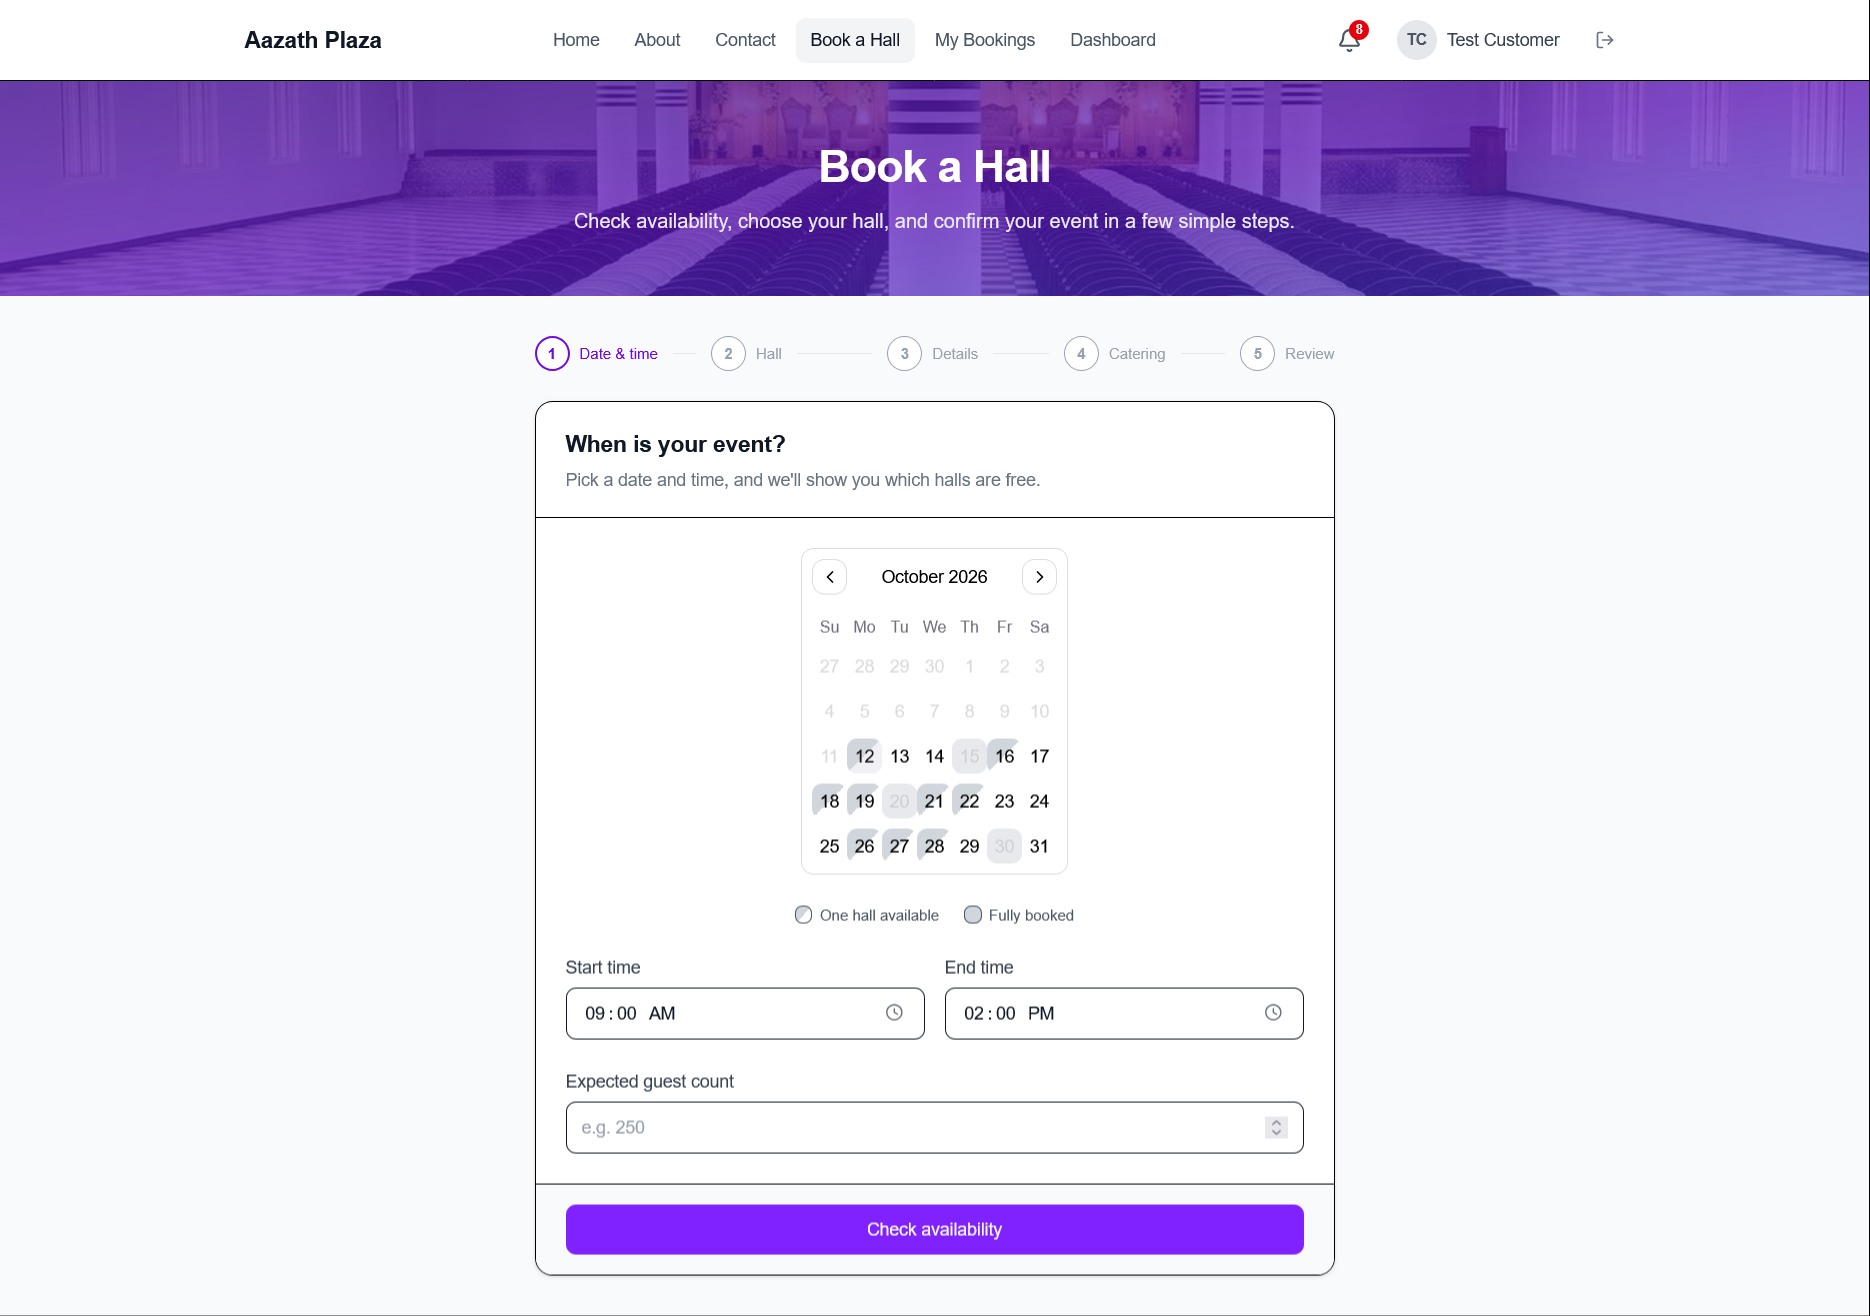 Aazath Plaza
Home About Contact Book a Hall My Bookings Dashboard
8
TC Test Customer
Book a Hall
Check availability, choose your hall, and confirm your event in a few simple steps.
1 Date & time 2 Hall 3 Details 4 Catering 5 Review
When is your event?
Pick a date and time, and we'll show you which halls are free.
October 2026
Su Mo Tu We Th Fr Sa
27 28 29 30 1 2 3
4 5 6 7 8 9 10
11 12 13 14 15 16 17
18 19 20 21 22 23 24
25 26 27 28 29 30 31
One hall available Fully booked
Start time End time
09:00 AM 02:00 PM
Expected guest count
e.g. 250
Check availability